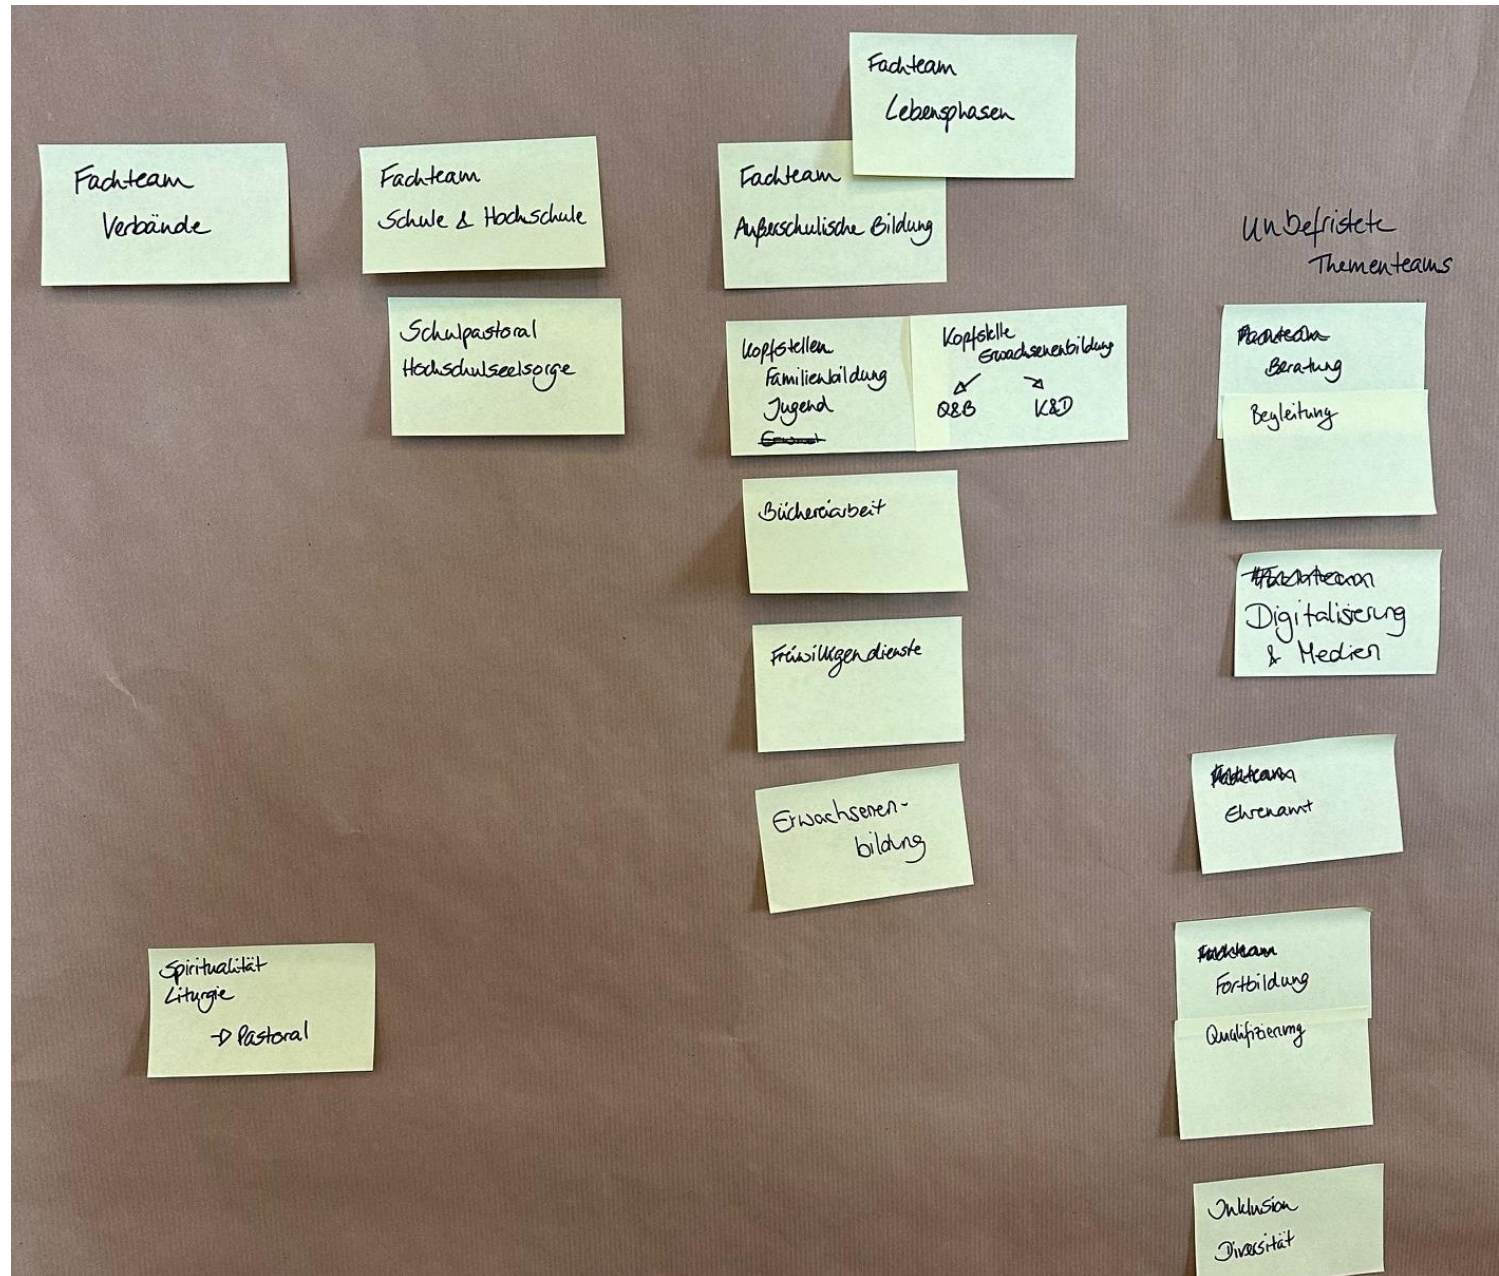 Fachteam
Lebensphasen
Fachteam
Verbände
Fachteam
Schule & Hochschule
Schulpastoral
Hochschulseelsorge
Fachteam
Außerschulische Bildung
Kopfstellen
Familienbildung
Jugend
Kopfstelle
Erwachsenenbildung
Q&B K&D
Büchereiarbeit
Freiwilligendienste
Erwachsenen-
bildung
Spiritualität
Liturgie
→ Pastoral
Unbefristete
Thementeams
Fachteam
Beratung
Begleitung
Fachteam
Digitalisierung
& Medien
Fachteam
Ehrenamt
Fachteam
Fortbildung
Qualifizierung
Inklusion
Diversität